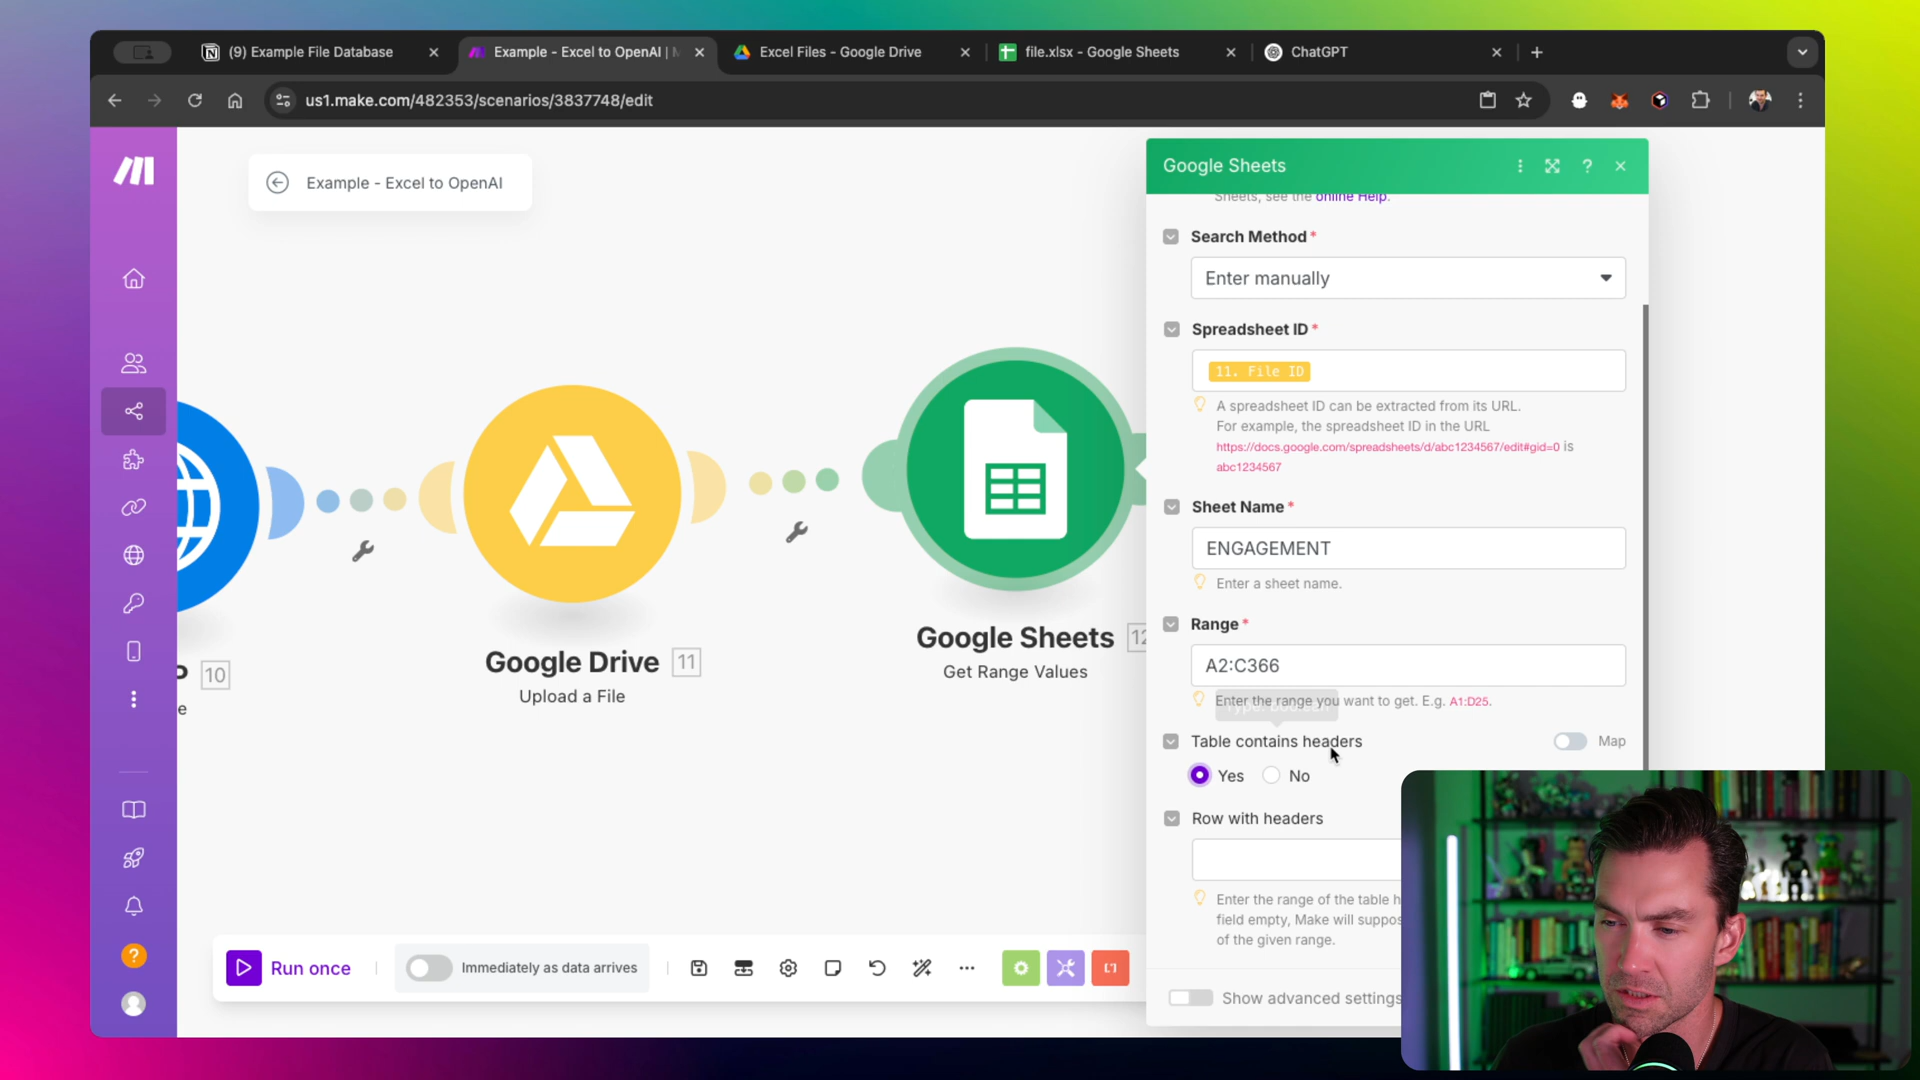 (9) Example File Database
Example - Excel to OpenAI | M
Excel Files - Google Drive
file.xlsx - Google Sheets
ChatGPT
us1.make.com/482353/scenarios/3837748/edit
Example - Excel to OpenAI
Google Sheets
Sheets, see the online Help.
Search Method *
Enter manually
Spreadsheet ID *
11. File ID
A spreadsheet ID can be extracted from its URL.
For example, the spreadsheet ID in the URL
https://docs.google.com/spreadsheets/d/abc1234567/edit#gid=0 is
abc1234567
Sheet Name *
ENGAGEMENT
Enter a sheet name.
Range *
A2:C366
Enter the range you want to get. E.g. A1:D25.
Table contains headers
Map
Yes
No
Row with headers
Enter the range of the table h
field empty, Make will suppos
of the given range.
Show advanced settings
P 10
e
Google Drive 11
Upload a File
Google Sheets 12
Get Range Values
Run once
Immediately as data arrives